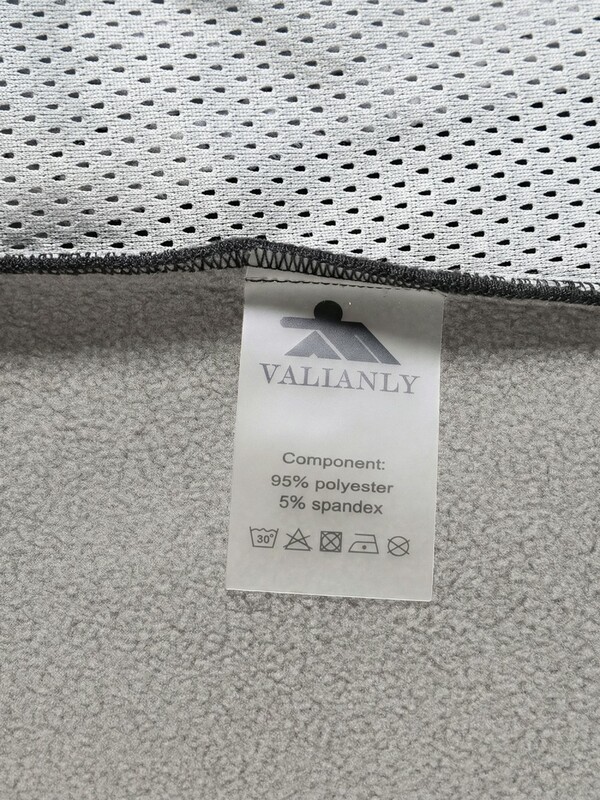 VALIANLY
Component:
95% polyester
5% spandex
30°